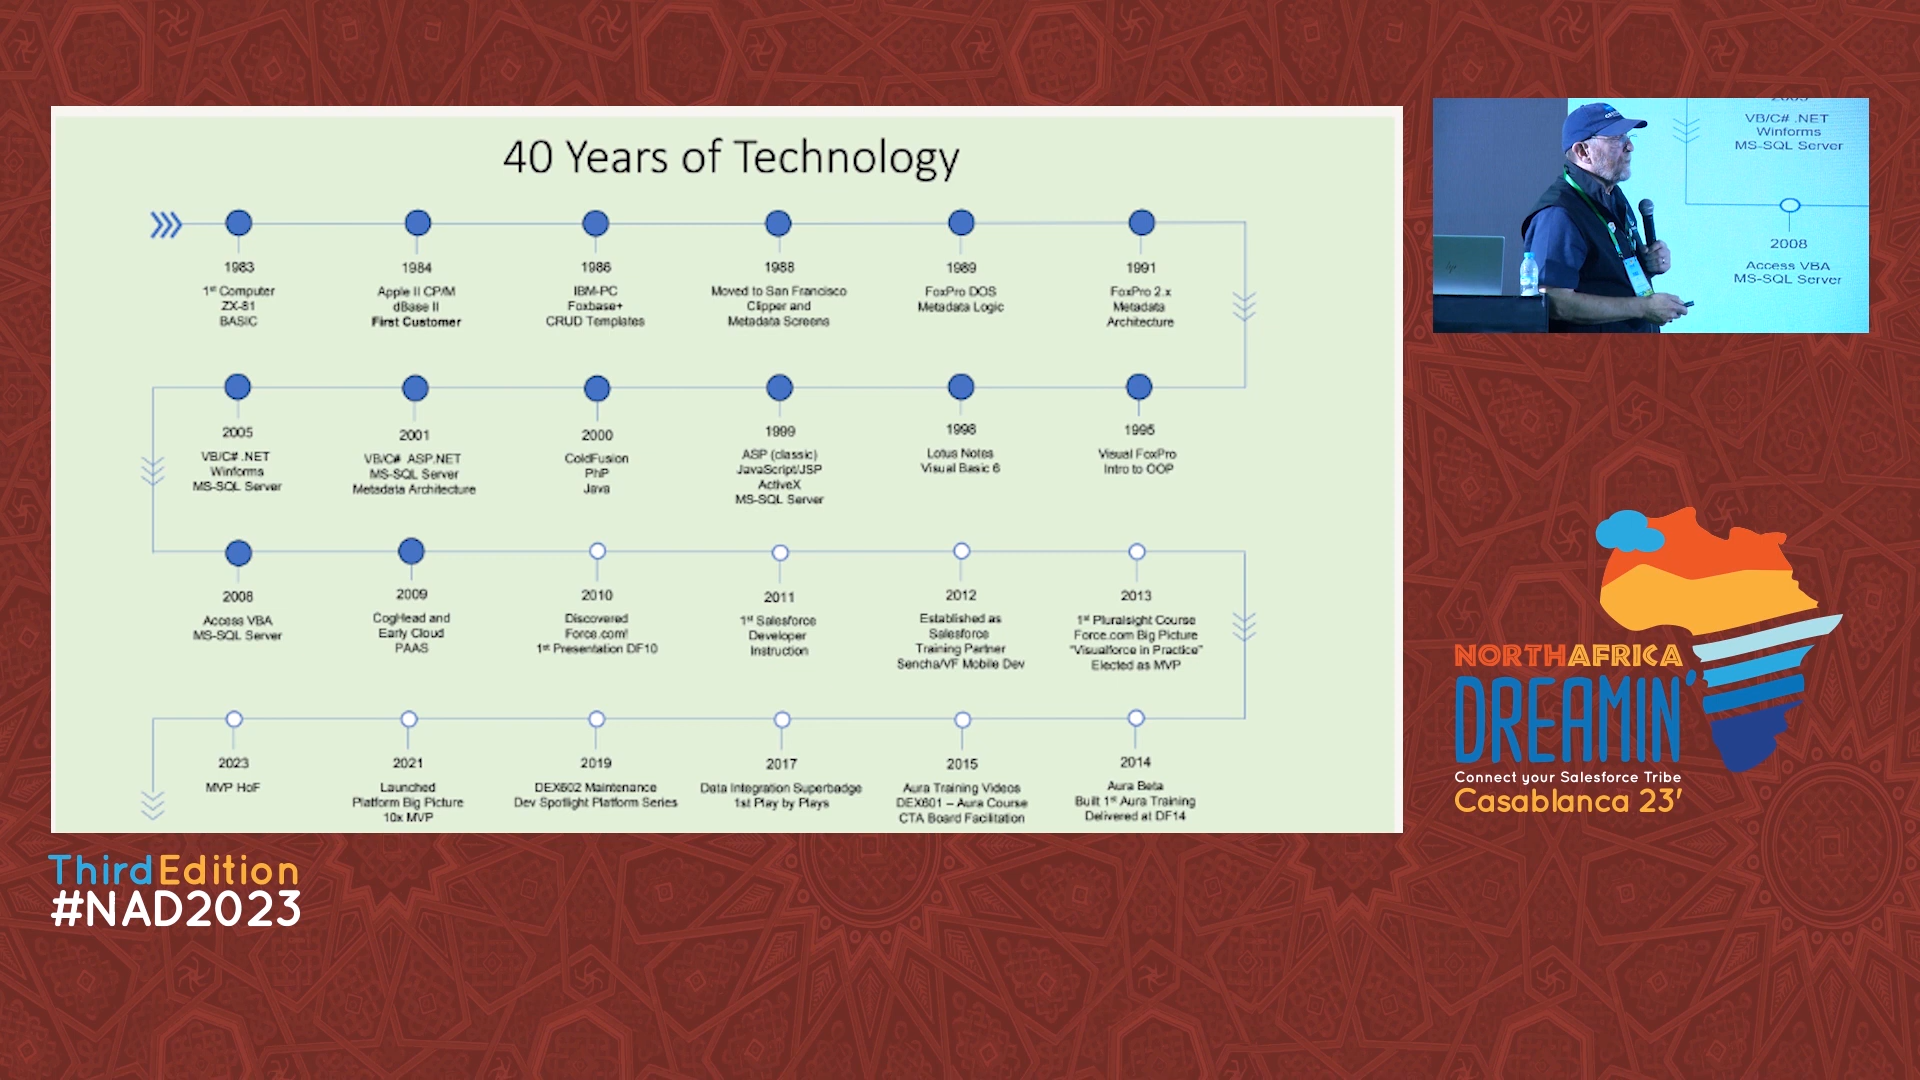 40 Years of Technology
1983
1st Computer
ZX-81
BASIC
1984
Apple II CP/M
dBase II
First Customer
1986
IBM-PC
Foxbase+
CRUD Templates
1988
Moved to San Francisco
Clipper and
Metadata Screens
1989
FoxPro DOS
Metadata Logic
1991
FoxPro 2.x
Metadata
Architecture
2005
VB/C# .NET
Winforms
MS-SQL Server
2001
VB/C# ASP.NET
MS-SQL Server
Metadata Architecture
2000
ColdFusion
PhP
Java
1999
ASP (classic)
JavaScript/JSP
ActiveX
MS-SQL Server
1998
Lotus Notes
Visual Basic 6
1995
Visual FoxPro
Intro to OOP
2008
Access VBA
MS-SQL Server
2009
CogHead and
Early Cloud
PAAS
2010
Discovered
Force.com!
1st Presentation DF10
2011
1st Salesforce
Developer
Instruction
2012
Established as
Salesforce
Training Partner
Sencha/VF Mobile Dev
2013
1st Pluralsight Course
Force.com Big Picture
"Visualforce in Practice"
Elected as MVP
2023
MVP HoF
2021
Launched
Platform Big Picture
10x MVP
2019
DEX602 Maintenance
Dev Spotlight Platform Series
2017
Data Integration Superbadge
1st Play by Plays
2015
Aura Training Videos
DEX601 – Aura Course
CTA Board Facilitation
2014
Aura Beta
Built 1st Aura Training
Delivered at DF14
2005
VB/C# .NET
Winforms
MS-SQL Server
2008
Access VBA
MS-SQL Server
NORTHAFRICA
DREAMIN'
Connect your Salesforce Tribe
Casablanca 23'
ThirdEdition
#NAD2023